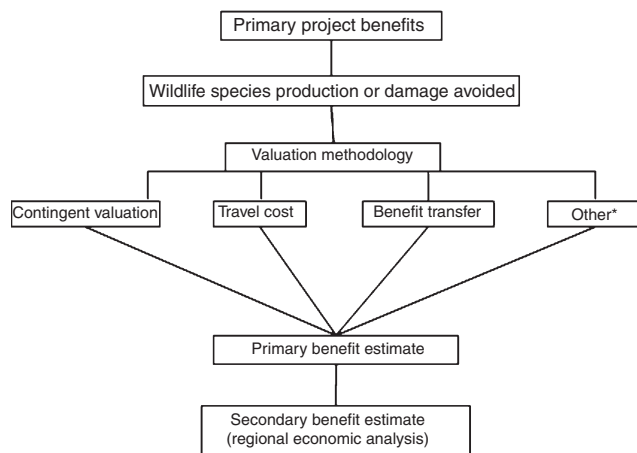 Primary project benefits
Wildlife species production or damage avoided
Valuation methodology
Contingent valuation
Travel cost
Benefit transfer
Other*
Primary benefit estimate
Secondary benefit estimate
(regional economic analysis)